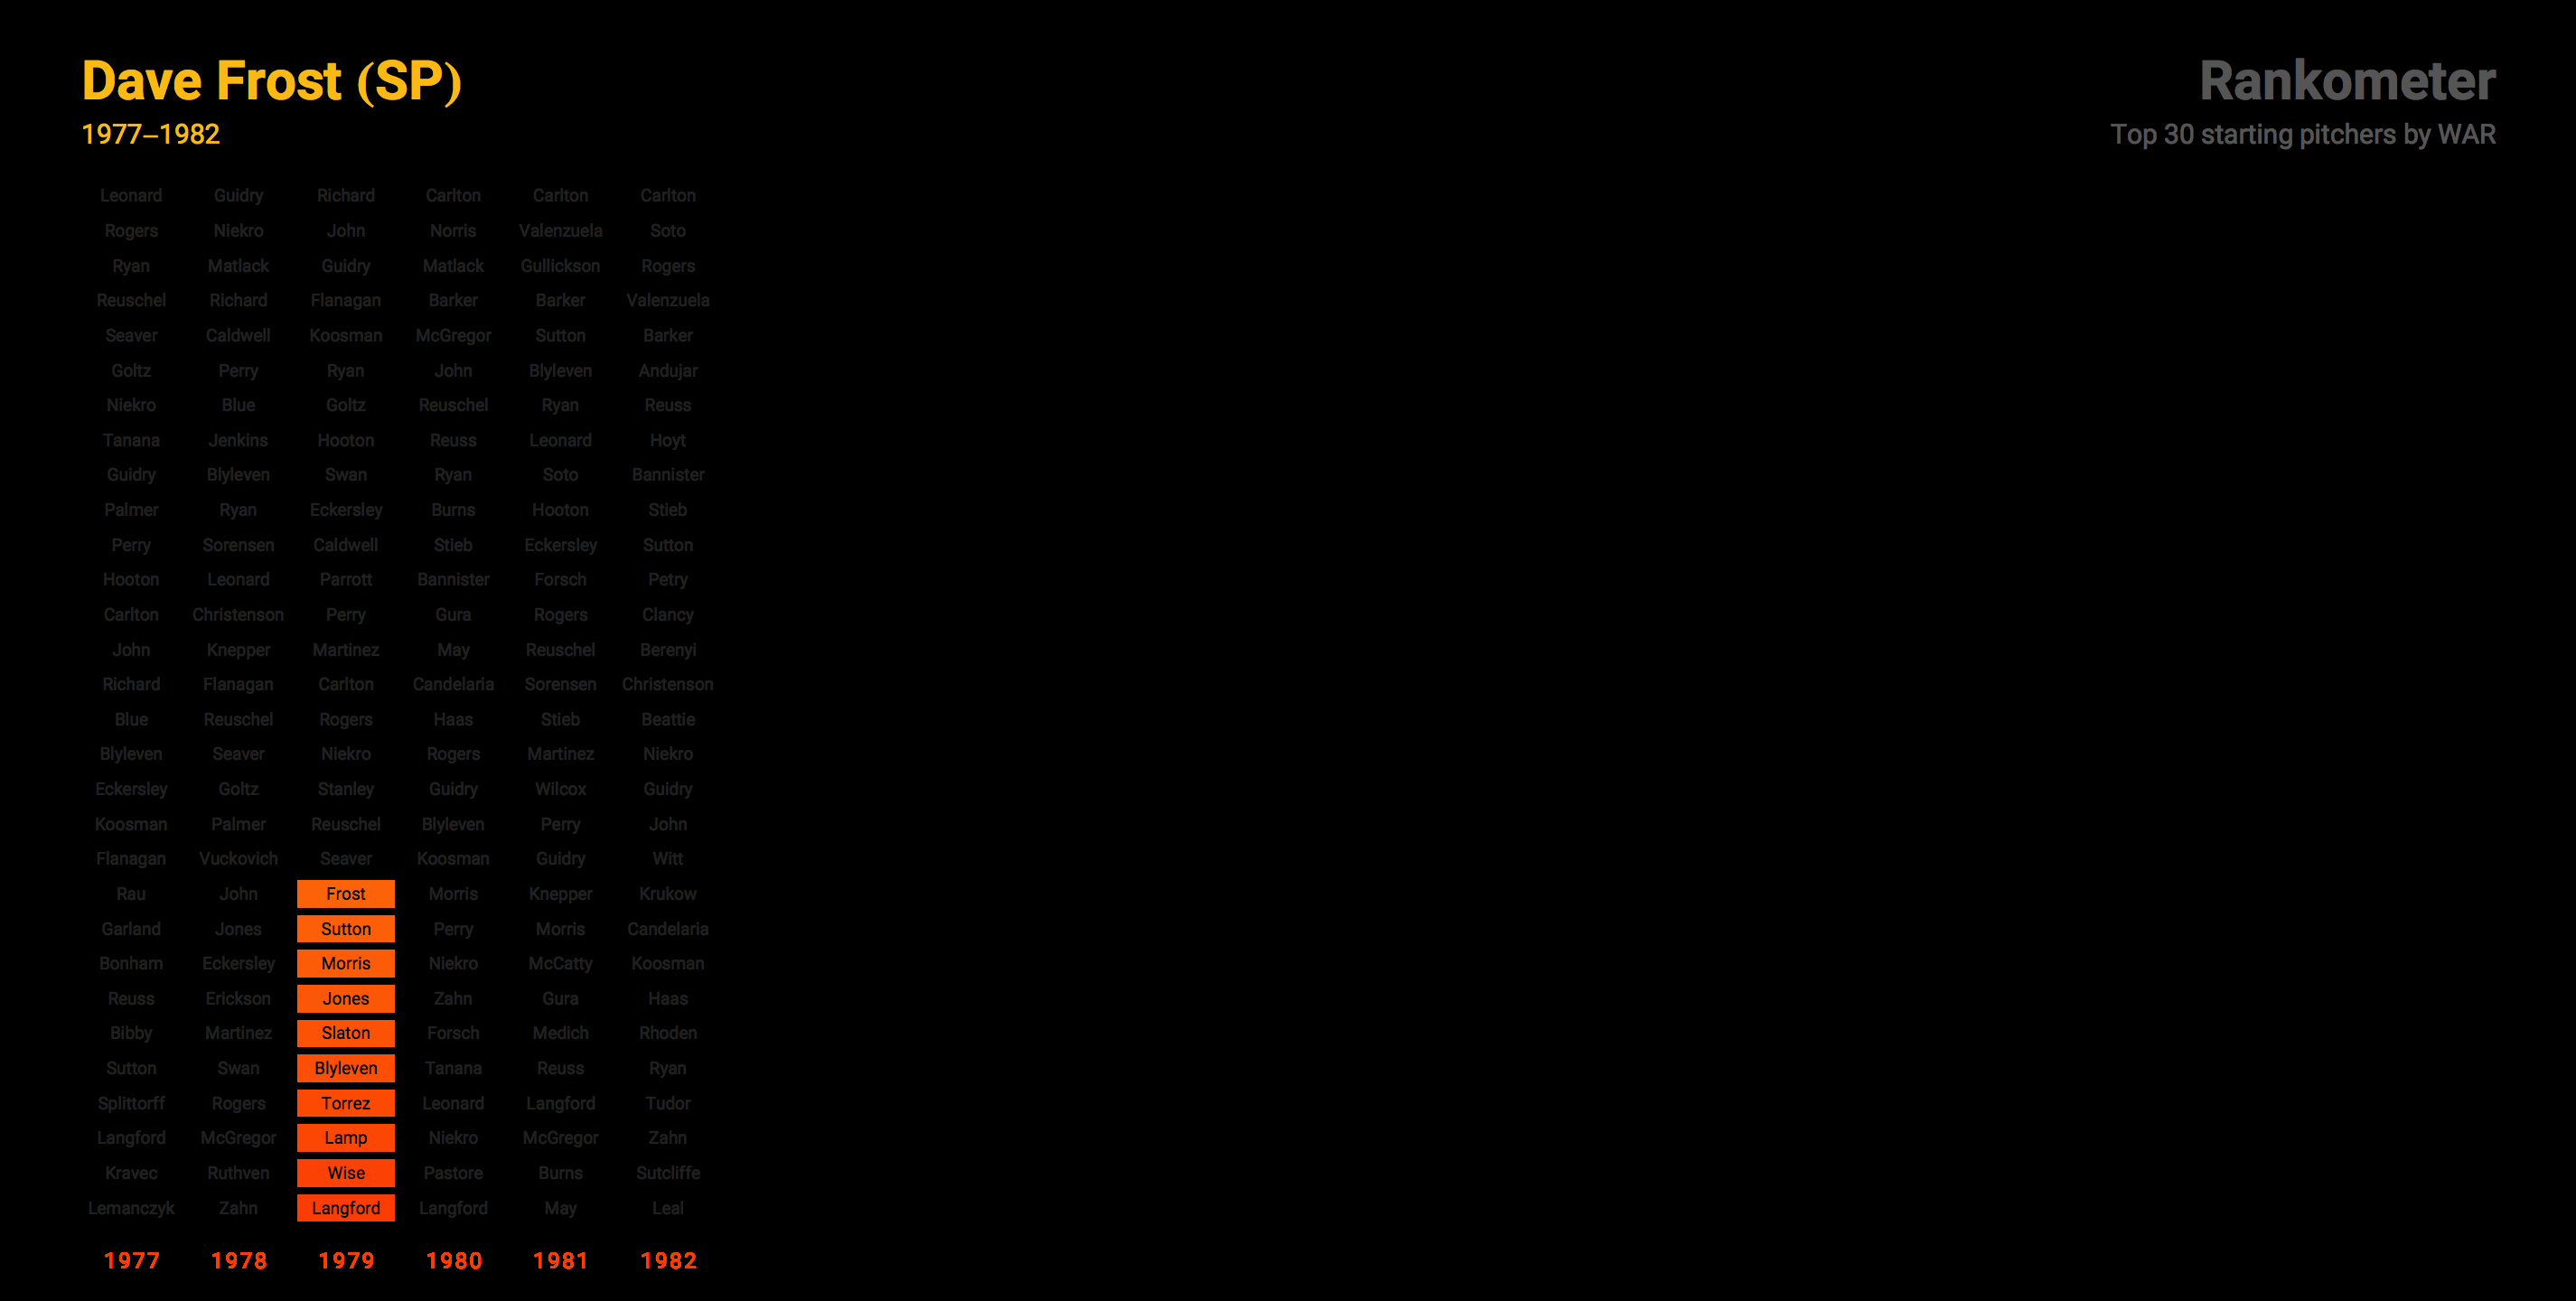 Dave Frost (SP)
1977–1982
Rankometer
Top 30 starting pitchers by WAR
Leonard Guidry Richard Carlton Carlton Carlton
Rogers Niekro John Norris Valenzuela Soto
Ryan Matlack Guidry Matlack Gullickson Rogers
Reuschel Richard Flanagan Barker Barker Valenzuela
Seaver Caldwell Koosman McGregor Sutton Barker
Goltz Perry Ryan John Blyleven Andujar
Niekro Blue Goltz Reuschel Ryan Reuss
Tanana Jenkins Hooton Reuss Leonard Hoyt
Guidry Blyleven Swan Ryan Soto Bannister
Palmer Ryan Eckersley Burns Hooton Stieb
Perry Sorensen Caldwell Stieb Eckersley Sutton
Hooton Leonard Parrott Bannister Forsch Petry
Carlton Christenson Perry Gura Rogers Clancy
John Knepper Martinez May Reuschel Berenyi
Richard Flanagan Carlton Candelaria Sorensen Christenson
Blue Reuschel Rogers Haas Stieb Beattie
Blyleven Seaver Niekro Rogers Martinez Niekro
Eckersley Goltz Stanley Guidry Wilcox Guidry
Koosman Palmer Reuschel Blyleven Perry John
Flanagan Vuckovich Seaver Koosman Guidry Witt
Rau John Frost Morris Knepper Krukow
Garland Jones Sutton Perry Morris Candelaria
Bonham Eckersley Morris Niekro McCatty Koosman
Reuss Erickson Jones Zahn Gura Haas
Bibby Martinez Slaton Forsch Medich Rhoden
Sutton Swan Blyleven Tanana Reuss Ryan
Splittorff Rogers Torrez Leonard Langford Tudor
Langford McGregor Lamp Niekro McGregor Zahn
Kravec Ruthven Wise Pastore Burns Sutcliffe
Lemanczyk Zahn Langford Langford May Leal
1977 1978 1979 1980 1981 1982